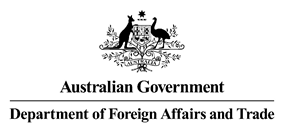 Australian Government
Department of Foreign Affairs and Trade